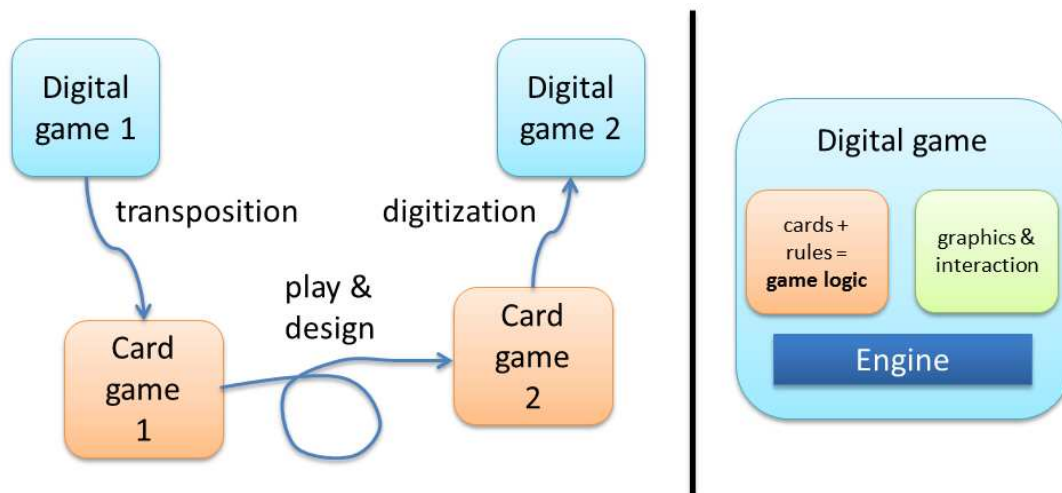 Digital
game 1
Digital
game 2
transposition
digitization
play &
design
Card
game
1
Card
game
2
Digital game
cards +
rules =
game logic
graphics &
interaction
Engine